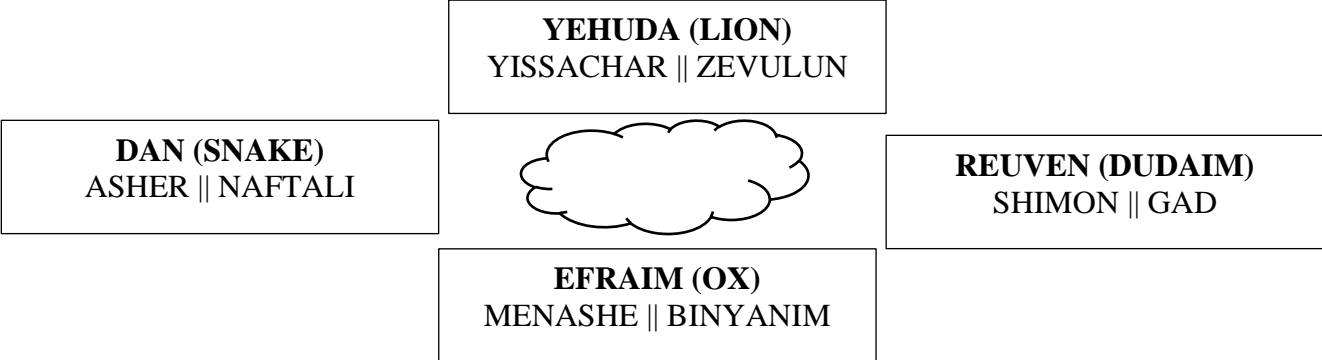 YEHUDA (LION)
YISSACHAR || ZEVULUN
DAN (SNAKE)
ASHER || NAFTALI
REUVEN (DUDAIM)
SHIMON || GAD
EFRAIM (OX)
MENASHE || BINYANIM